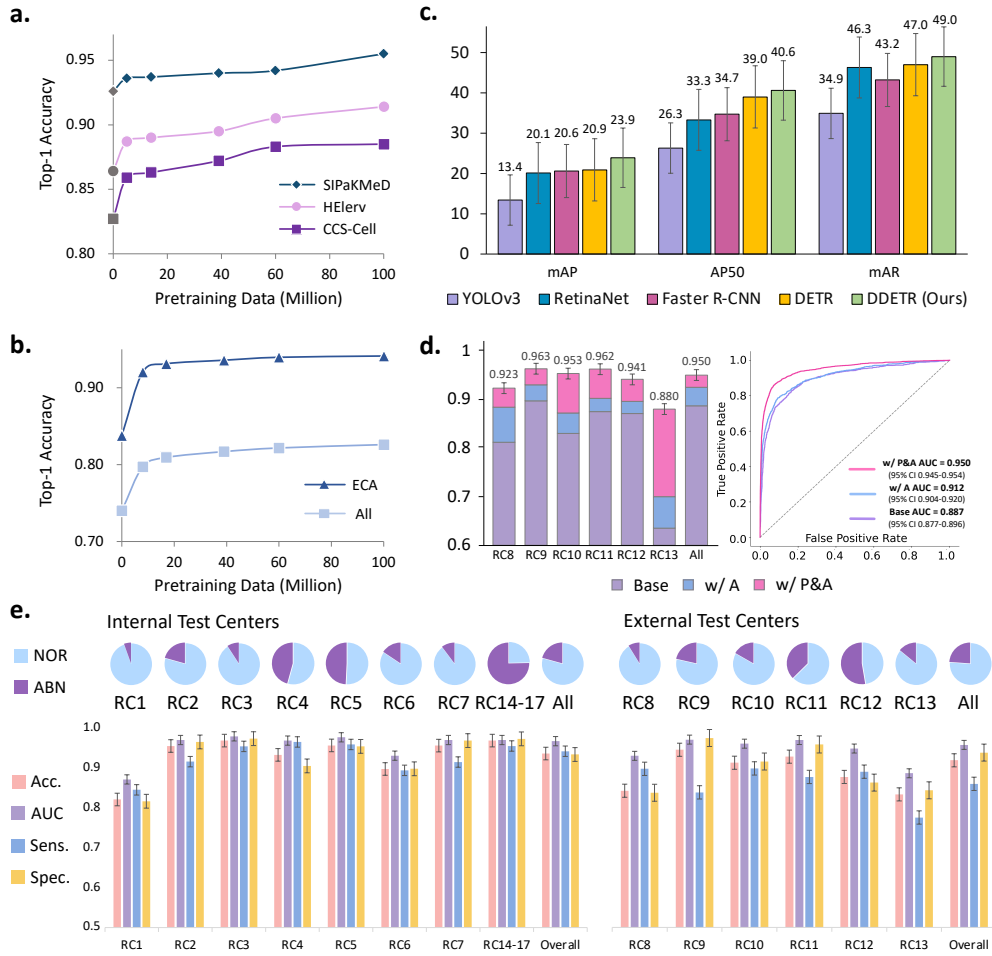 a.
0.95
0.90
0.85
0.80
Top-1 Accuracy
SIPaKMeD
HElerv
CCS-Cell
0 20 40 60 80 100
Pretraining Data (Million)
b.
0.90
0.80
0.70
Top-1 Accuracy
ECA
All
0 20 40 60 80 100
Pretraining Data (Million)
c.
50
40
30
20
10
0
13.4 20.1 20.6 20.9 23.9
26.3 33.3 34.7 39.0 40.6
34.9 46.3 43.2 47.0 49.0
mAP AP50 mAR
YOLOv3 RetinaNet Faster R-CNN DETR DDETR (Ours)
d.
1
0.9
0.8
0.7
0.6
0.923 0.963 0.953 0.962 0.941 0.880 0.950
RC8 RC9 RC10 RC11 RC12 RC13 All
Base w/ A w/ P&A
True Positive Rate
1.0
0.8
0.6
0.4
0.2
0.0
w/ P&A AUC = 0.950
(95% CI 0.945-0.954)
w/ A AUC = 0.912
(95% CI 0.904-0.920)
Base AUC = 0.887
(95% CI 0.877-0.896)
0.0 0.2 0.4 0.6 0.8 1.0
False Positive Rate
e.
Internal Test Centers
External Test Centers
NOR
ABN
RC1 RC2 RC3 RC4 RC5 RC6 RC7 RC14-17 All
RC8 RC9 RC10 RC11 RC12 RC13 All
Acc.
AUC
Sens.
Spec.
1.0
0.9
0.8
0.7
0.6
0.5
RC1 RC2 RC3 RC4 RC5 RC6 RC7 RC14-17 Overall
RC8 RC9 RC10 RC11 RC12 RC13 Overall